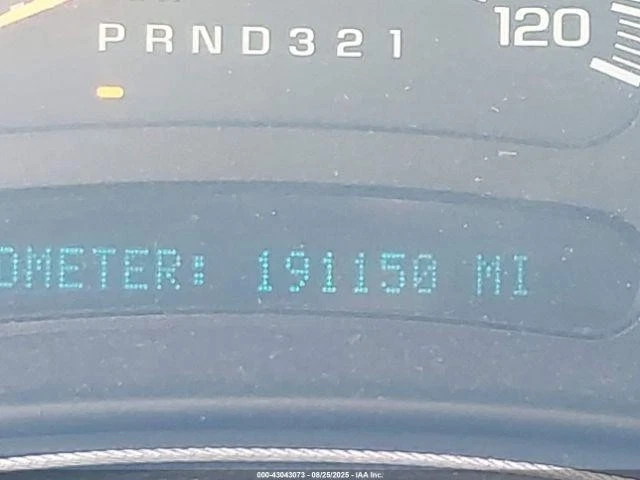 PRND321
120
OMETER: 191150 MI
000-43043073 - 08/25/2025 - IAA Inc.